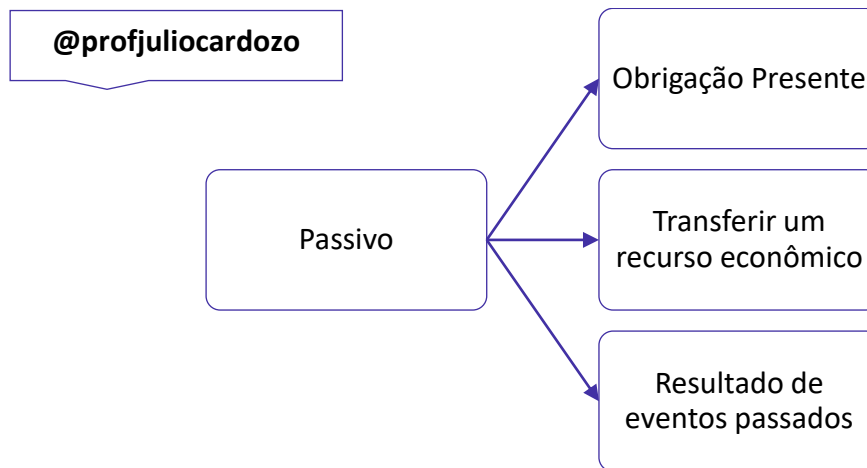 @profjuliocardozo
Obrigação Presente
Passivo
Transferir um
recurso econômico
Resultado de
eventos passados